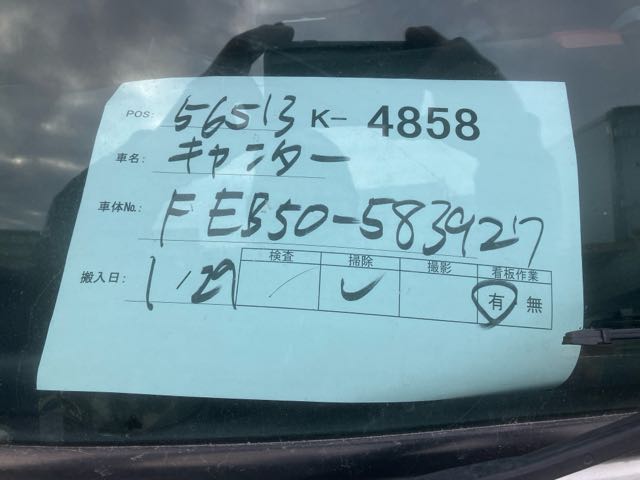 POS: 56513 K- 4858
車名: キャンター
車体No.: FEB50-583927
検査 掃除 撮影 看板作業
搬入日: 1/29 ✓ 有 無